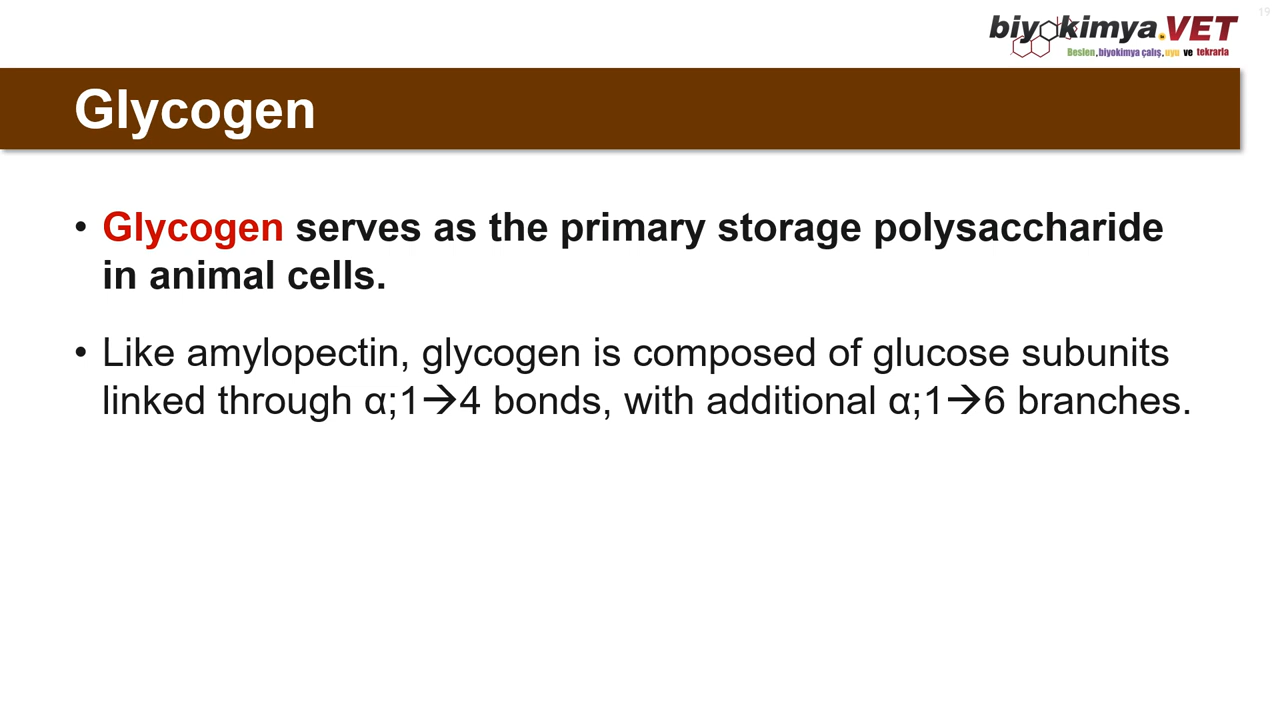 19
biyokimya.VET
Beslen,biyokimya çalış,uyu ve tekrarla
Glycogen
• Glycogen serves as the primary storage polysaccharide
in animal cells.
• Like amylopectin, glycogen is composed of glucose subunits
linked through α;1→4 bonds, with additional α;1→6 branches.